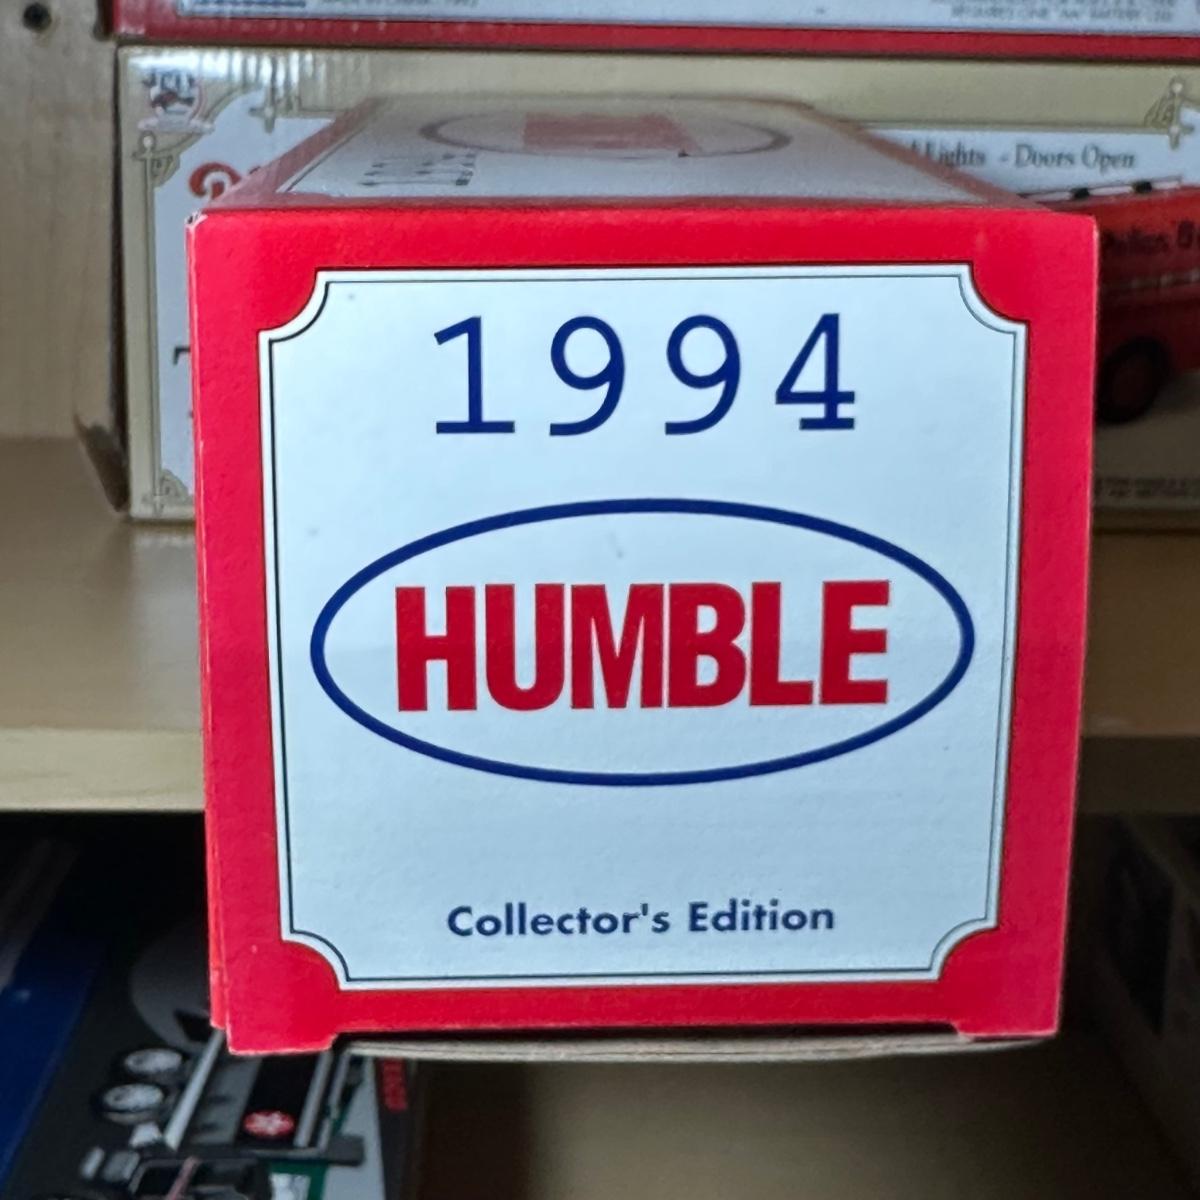 Lights - Doors Open
1994
HUMBLE
Collector's Edition